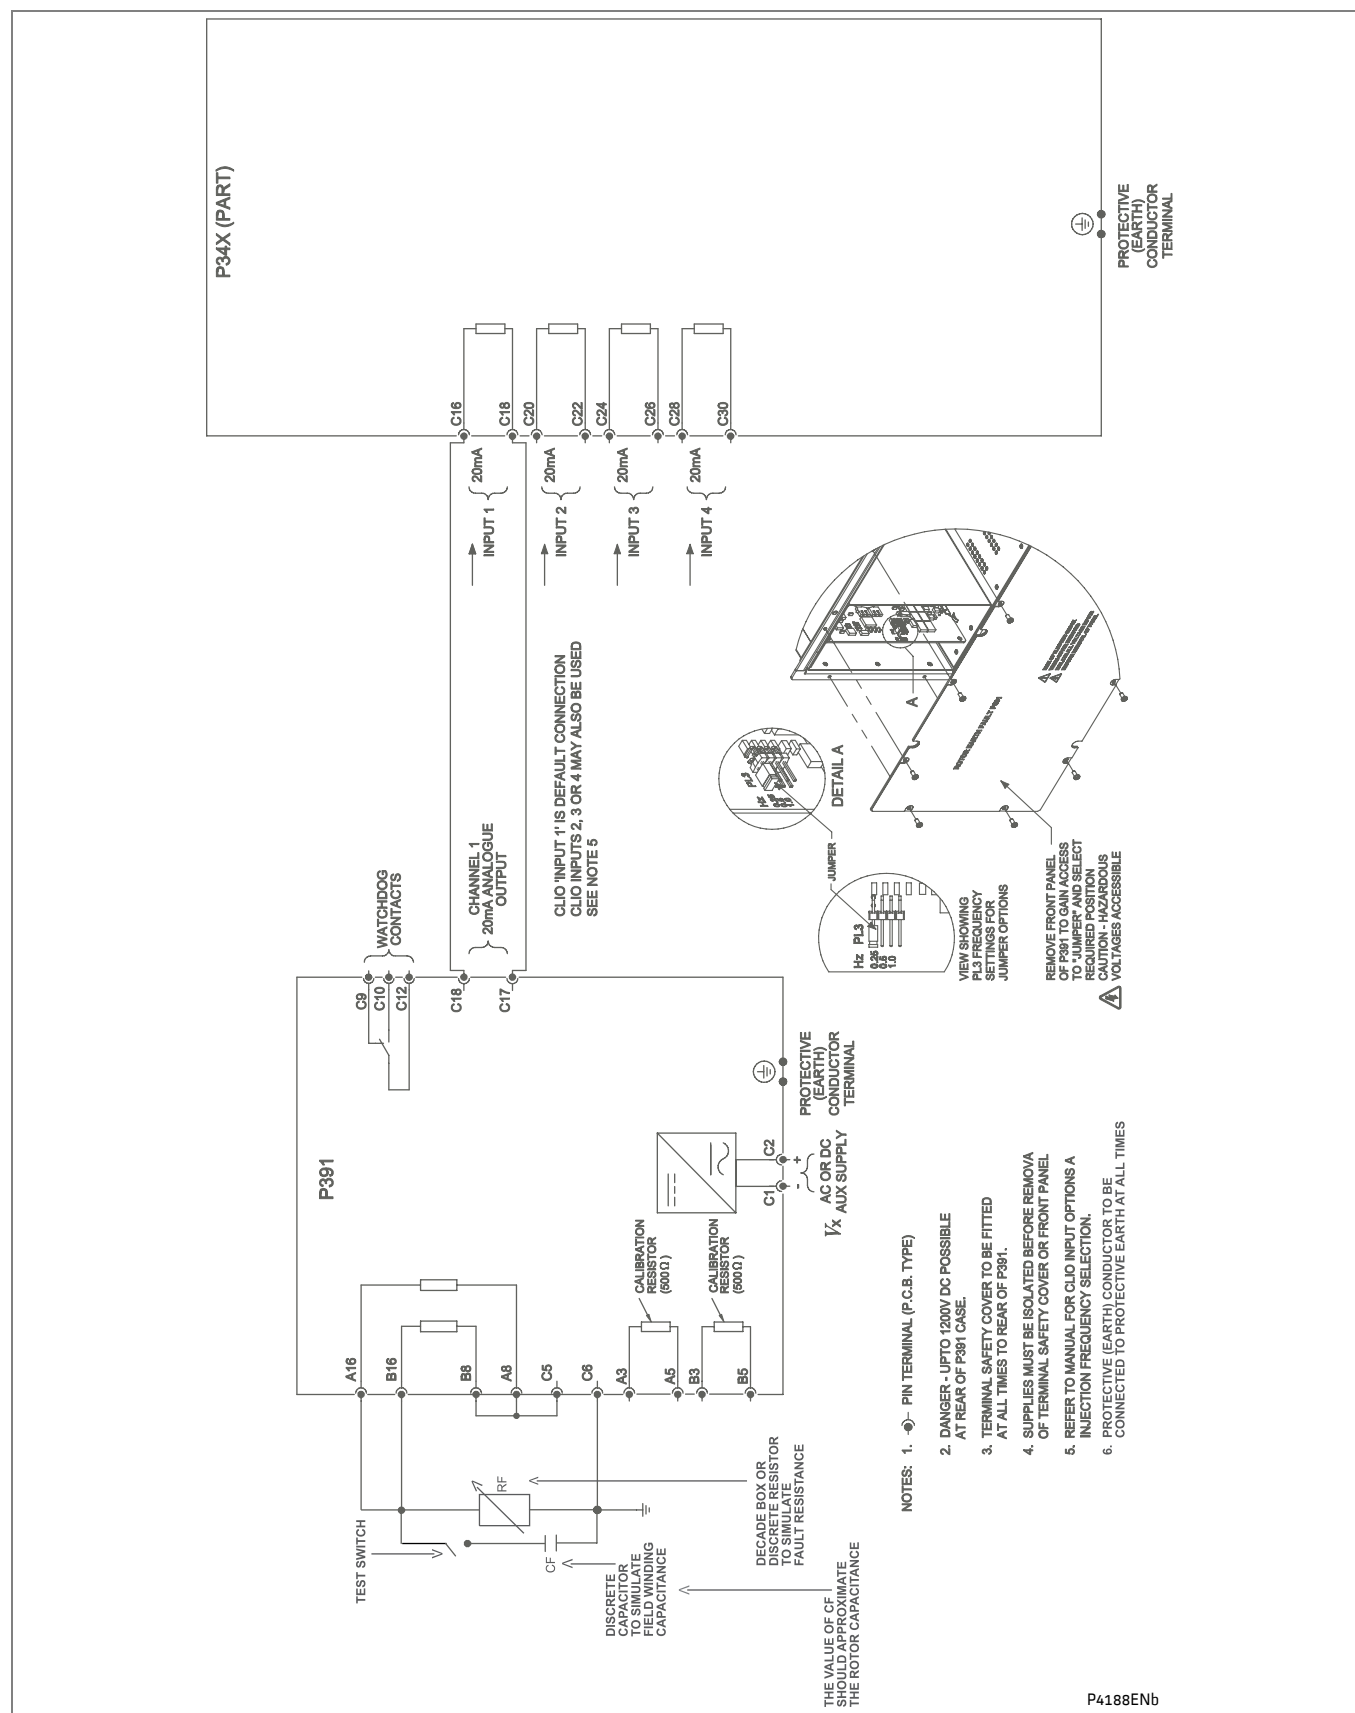 P34X (PART)
PROTECTIVE
(EARTH)
CONDUCTOR
TERMINAL
C16
C18
C20
C22
C24
C26
C28
C30
20mA
20mA
20mA
20mA
INPUT 1
INPUT 2
INPUT 3
INPUT 4
CLIO 'INPUT 1' IS DEFAULT CONNECTION
CLIO INPUTS 2, 3 OR 4 MAY ALSO BE USED
SEE NOTE 5
CHANNEL 1
20mA ANALOGUE
OUTPUT
WATCHDOG
CONTACTS
C9
C10
C12
C18
C17
P391
PROTECTIVE
(EARTH)
CONDUCTOR
TERMINAL
C1
C2
- +
Vx
AC OR DC
AUX SUPPLY
CALIBRATION
RESISTOR
(500Ω)
CALIBRATION
RESISTOR
(500Ω)
A16
B16
B8
A8
C5
C6
A3
A5
B3
B5
A
DETAIL A
PL3
Hz
JUMPER
Hz PL3
0.25
0.5
1.0
VIEW SHOWING
PL3 FREQUENCY
SETTINGS FOR
JUMPER OPTIONS
ROTOR EARTH FAULT P391
REMOVE FRONT PANEL
OF P391 TO GAIN ACCESS
TO "JUMPER" AND SELECT
REQUIRED POSITION
CAUTION - HAZARDOUS
VOLTAGES ACCESSIBLE
TEST SWITCH
RF
CF
DISCRETE
CAPACITOR
TO SIMULATE
FIELD WINDING
CAPACITANCE
DECADE BOX OR
DISCRETE RESISTOR
TO SIMULATE
FAULT RESISTANCE
THE VALUE OF CF
SHOULD APPROXIMATE
THE ROTOR CAPACITANCE
NOTES: 1. PIN TERMINAL (P.C.B. TYPE)
2. DANGER - UPTO 1200V DC POSSIBLE
AT REAR OF P391 CASE.
3. TERMINAL SAFETY COVER TO BE FITTED
AT ALL TIMES TO REAR OF P391.
4. SUPPLIES MUST BE ISOLATED BEFORE REMOVA
OF TERMINAL SAFETY COVER OR FRONT PANEL
5. REFER TO MANUAL FOR CLIO INPUT OPTIONS A
INJECTION FREQUENCY SELECTION.
6. PROTECTIVE (EARTH) CONDUCTOR TO BE
CONNECTED TO PROTECTIVE EARTH AT ALL TIMES
P4188ENb